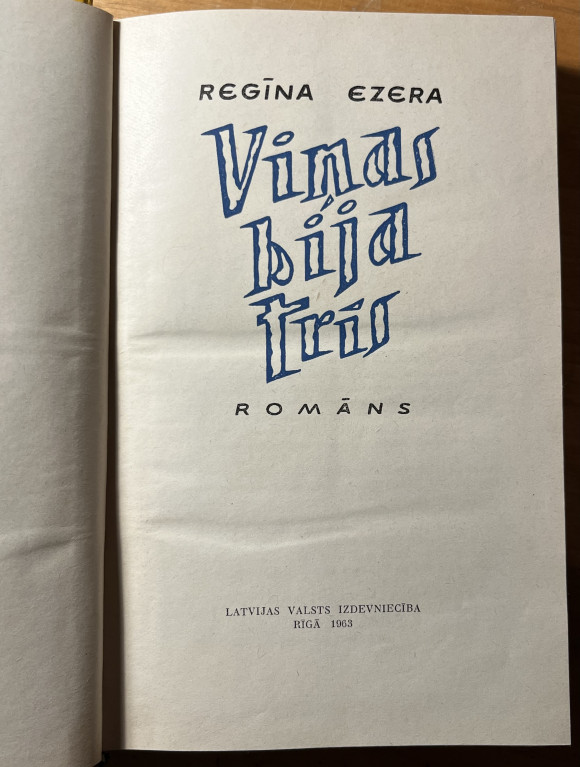 REGĪNA EZERA
Viņas
bija
trīs
ROMĀNS
LATVIJAS VALSTS IZDEVNIECĪBA
RĪGĀ 1963